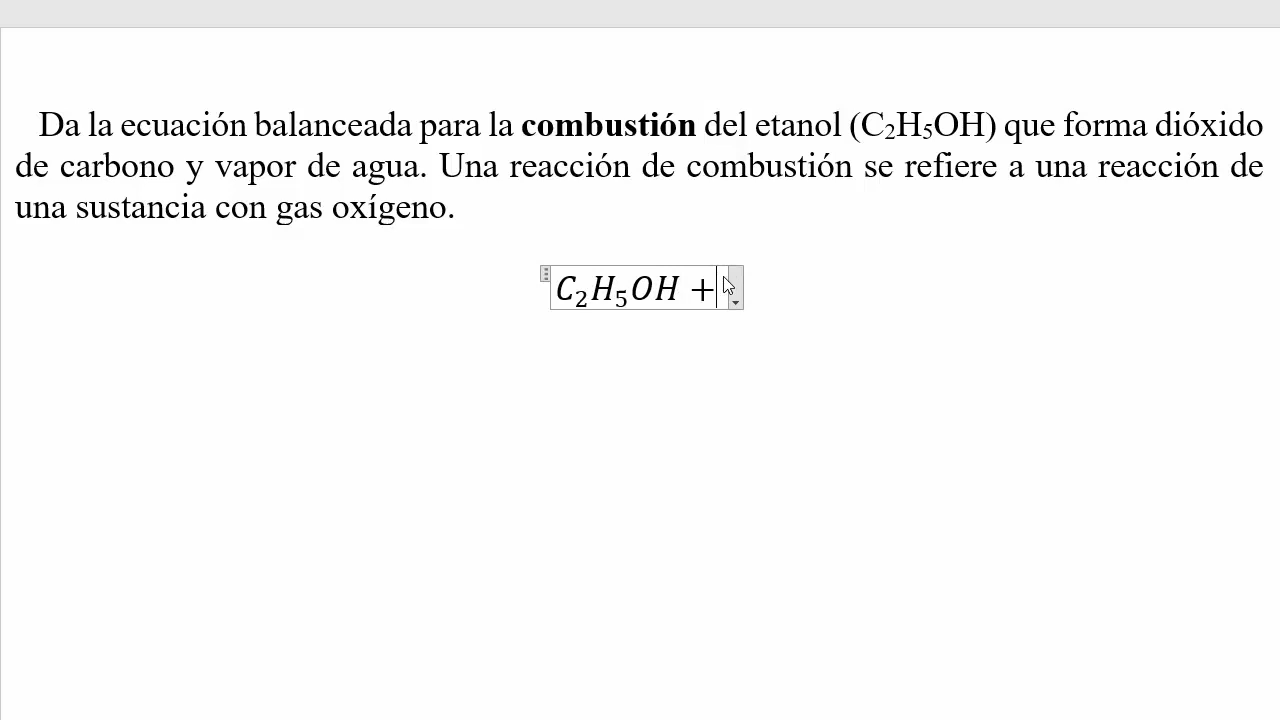 Da la ecuación balanceada para la combustión del etanol (C₂H₅OH) que forma dióxido
de carbono y vapor de agua. Una reacción de combustión se refiere a una reacción de
una sustancia con gas oxígeno.
C₂H₅OH +